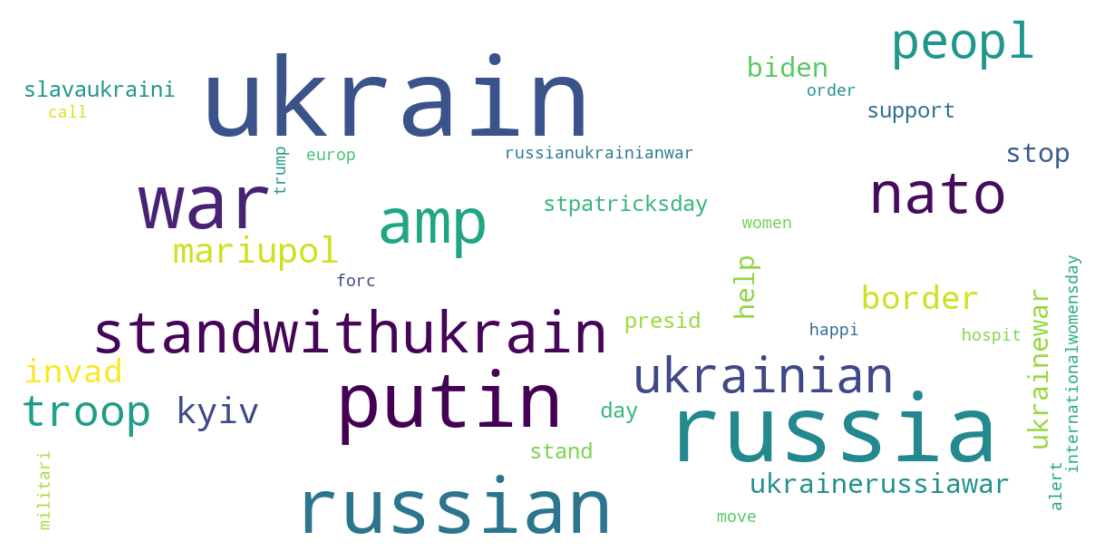 peopl
ukrain
biden
slavaukraini
order
call
support
trump
europ
russianukrainianwar
stop
war
amp
stpatricksday
nato
mariupol
women
forc
help
border
standwithukrain
presid
happi
hospit
ukrainewar
internationalwomensday
invad
putin
ukrainian
troop
kyiv
day
russia
stand
militari
russian
ukrainerussiawar
alert
move